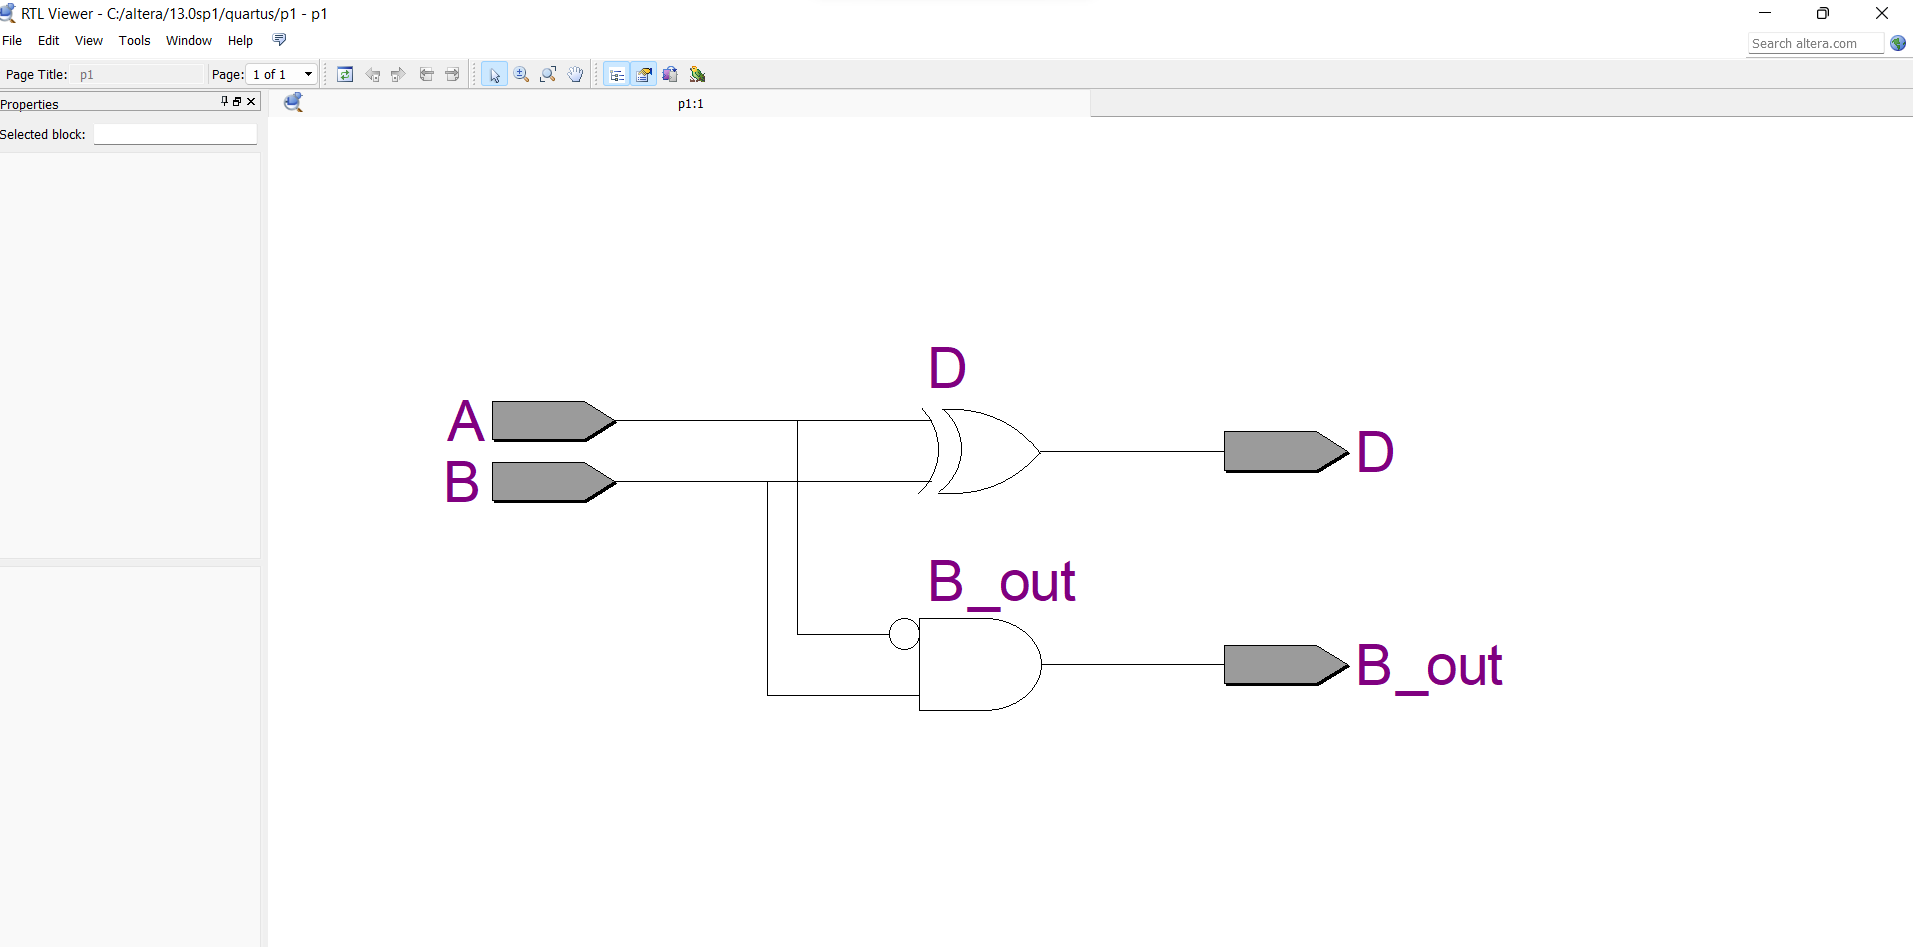 RTL Viewer - C:/altera/13.0sp1/quartus/p1 - p1
File Edit View Tools Window Help
Search altera.com
Page Title: p1 Page: 1 of 1
Properties
p1:1
Selected block:
D
A
B
D
B_out
B_out